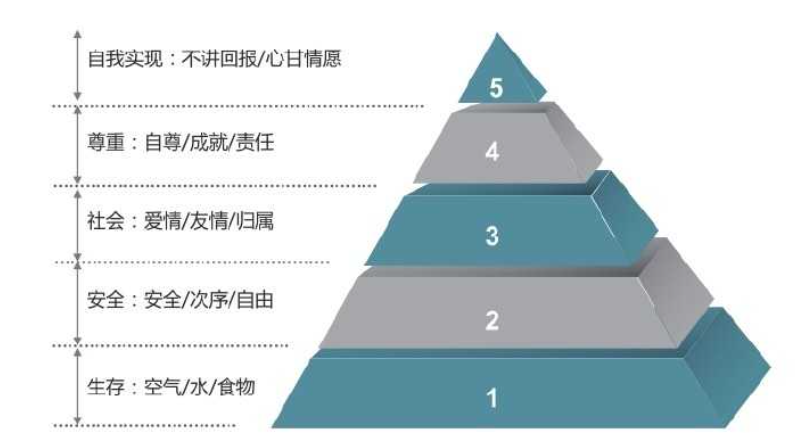 自我实现：不讲回报/心甘情愿
5
尊重：自尊/成就/责任
4
社会：爱情/友情/归属
3
安全：安全/次序/自由
2
生存：空气/水/食物
1